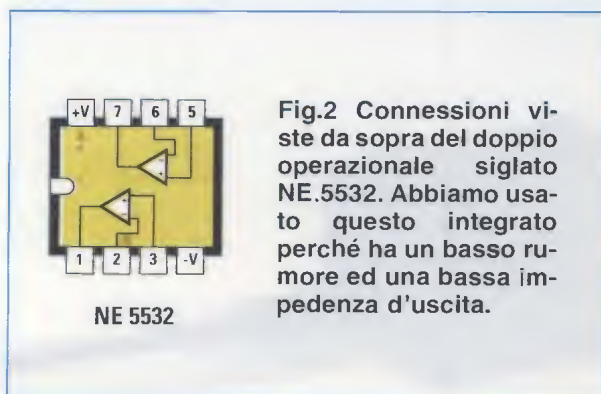 +V 7 6 5
1 2 3 -V
NE 5532
Fig.2 Connessioni vi-
ste da sopra del doppio
operazionale siglato
NE.5532. Abbiamo usa-
to questo integrato
perché ha un basso ru-
more ed una bassa im-
pedenza d'uscita.